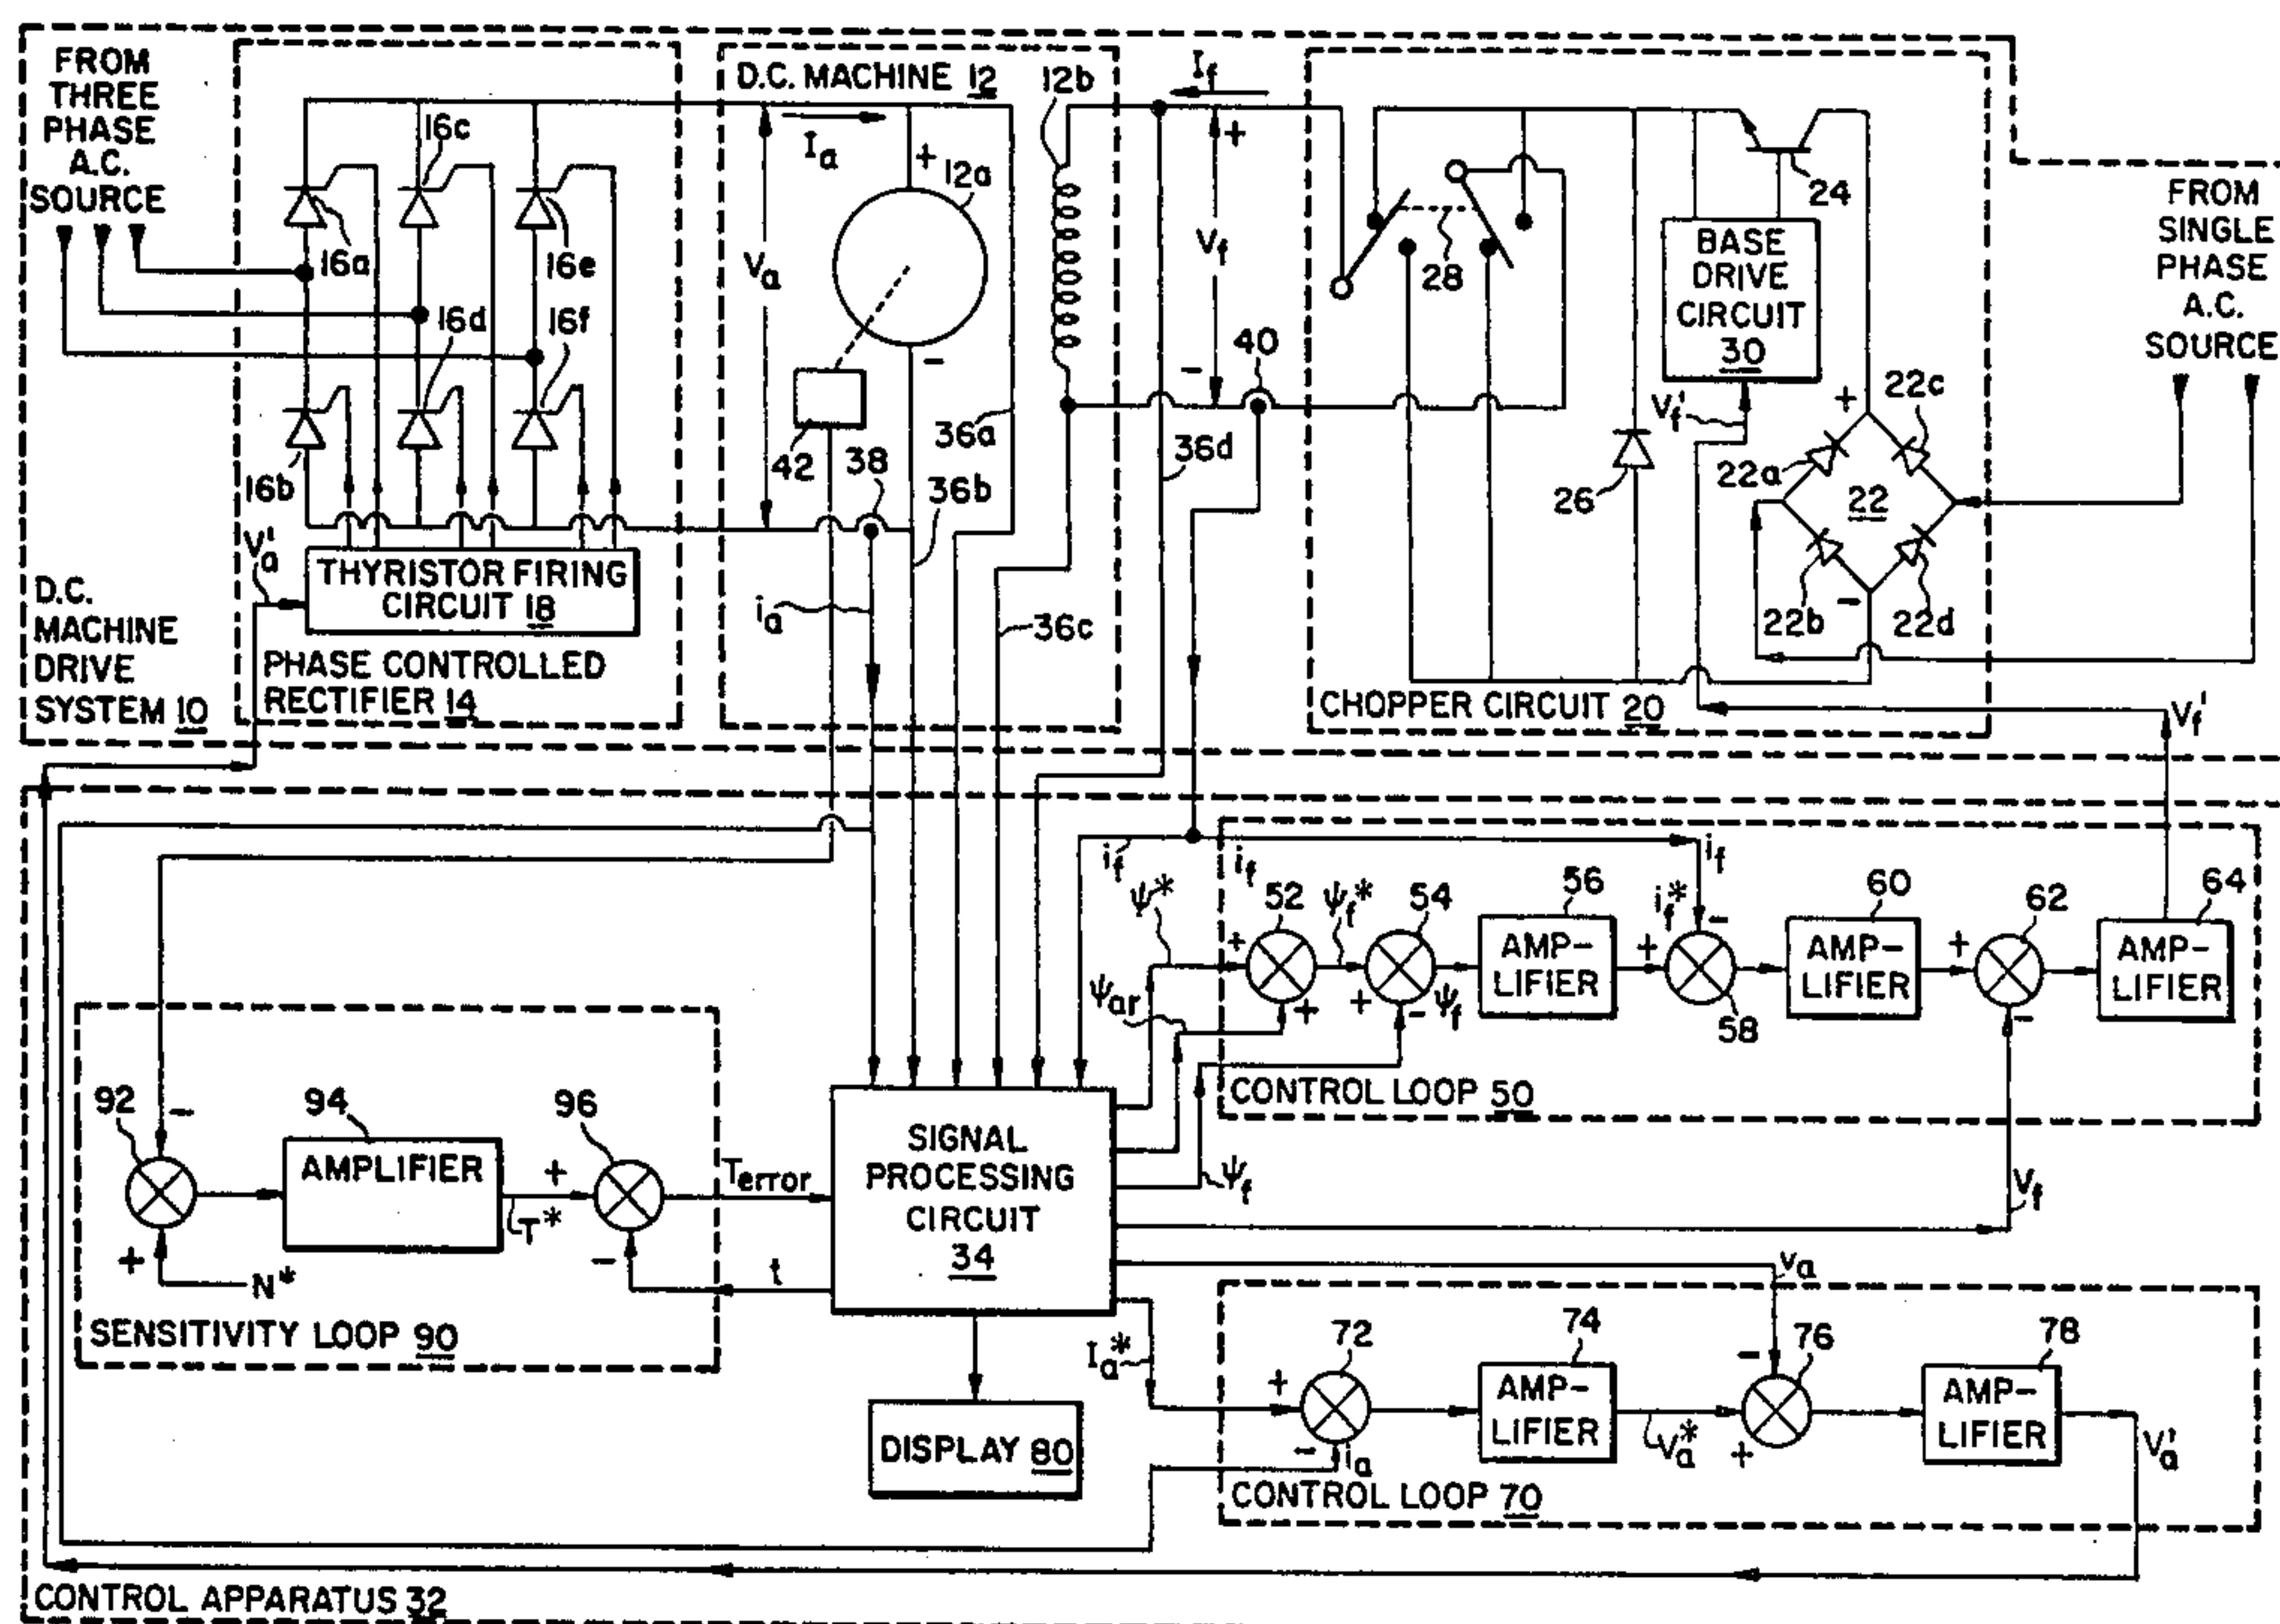 FROM
THREE
PHASE
A.C.
SOURCE
16a
16b
16c
16d
16e
16f
V'a
THYRISTOR FIRING
CIRCUIT 18
PHASE CONTROLLED
RECTIFIER 14
D.C.
MACHINE
DRIVE
SYSTEM 10
D.C. MACHINE 12
Ia
Va
+
12a
-
42
38
ia
36a
36b
36c
12b
If
+
Vf
-
40
36d
28
26
24
BASE
DRIVE
CIRCUIT
30
Vf'
+
22c
22a
22
22b
-
22d
CHOPPER CIRCUIT 20
FROM
SINGLE
PHASE
A.C.
SOURCE
Vf'
if
if
if
ψ*
52
ψf*
54
56
if*
-
60
62
64
+
+
AMP-
LIFIER
+
58
AMP-
LIFIER
+
-
AMP-
LIFIER
ψar
+
-
ψf
CONTROL LOOP 50
92
-
94
AMPLIFIER
96
+
T*
+
N*
-
SENSITIVITY LOOP 90
Terror
t
SIGNAL
PROCESSING
CIRCUIT
34
ψf
Vf
va
Ia*
DISPLAY 80
72
+
-
ia
74
AMP-
LIFIER
Va*
-
76
+
78
AMP-
LIFIER
V'a
CONTROL LOOP 70
CONTROL APPARATUS 32